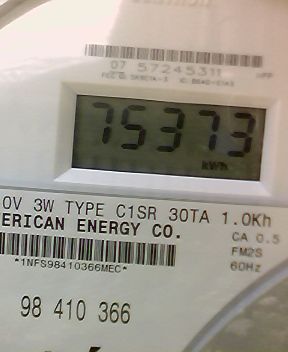 07 57245311
75373
kWh
0V 3W TYPE C1SR 30TA 1.0Kh
ERICAN ENERGY CO.
CA 0.5
FM2S
*1NFS98410366MEC*
60Hz
98 410 366